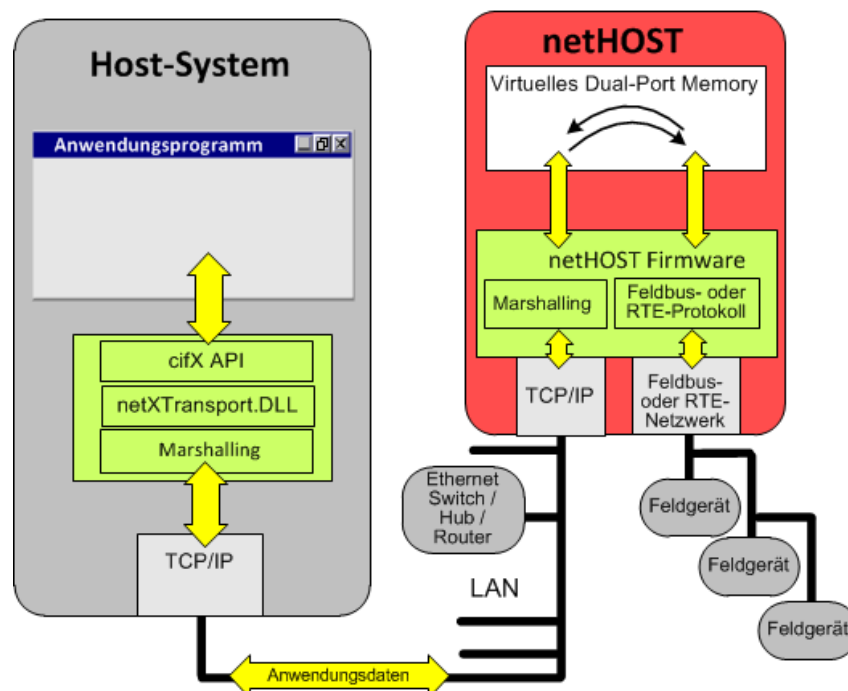 Host-System
Anwendungsprogramm
cifX API
netXTransport.DLL
Marshalling
TCP/IP
netHOST
Virtuelles Dual-Port Memory
netHOST Firmware
Marshalling
Feldbus- oder
RTE-Protokoll
TCP/IP
Feldbus-
oder RTE-
Netzwerk
Ethernet
Switch /
Hub /
Router
LAN
Feldgerät
Feldgerät
Feldgerät
Anwendungsdaten